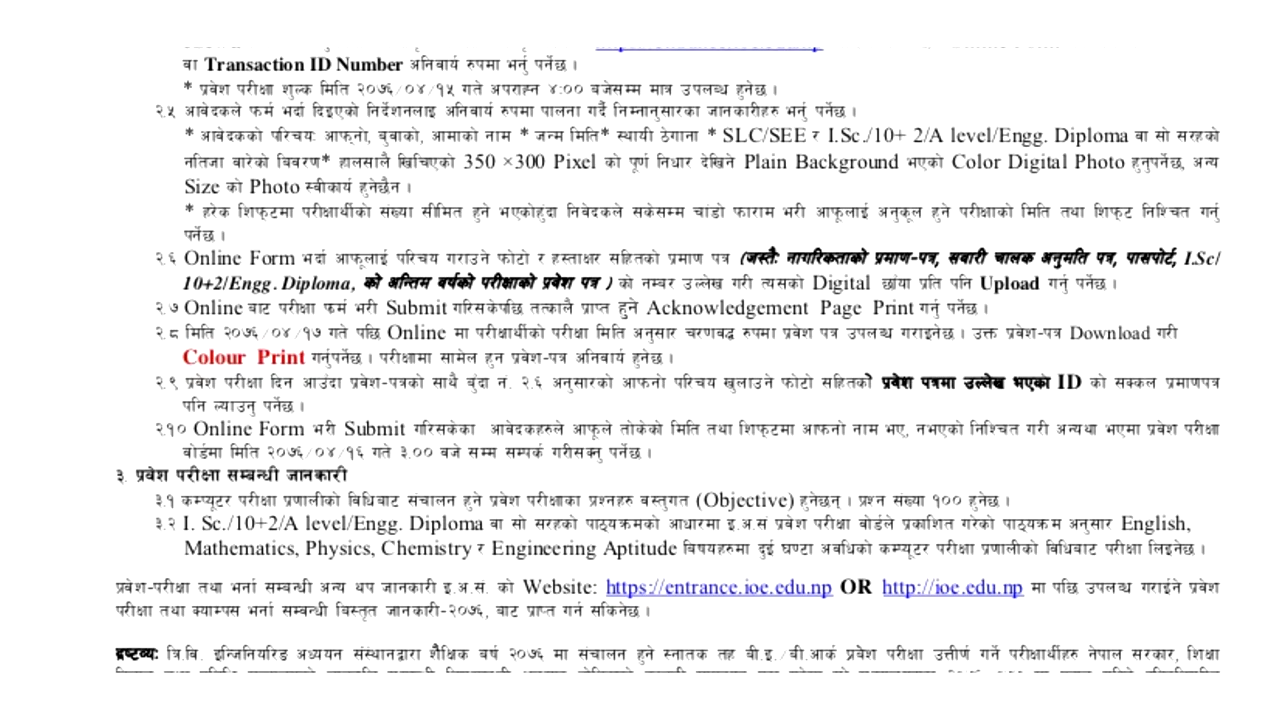 वा Transaction ID Number अनिवार्य रुपमा भर्नु पर्नेछ ।
* प्रवेश परीक्षा शुल्क मिति २०७६/०४/१५ गते अपरान्ह ४:०० बजेसम्म मात्र उपलब्ध हुनेछ ।
२.५ आवेदकले फर्म भर्दा दिइएको निर्देशनलाइ अनिवार्य रुपमा पालना गर्दै निम्नानुसारका जानकारीहरु भर्नु पर्नेछ ।
* आवेदकको परिचयः आफ्नो, बुवाको, आमाको नाम * जन्म मिति* स्थायी ठेगाना * SLC/SEE र I.Sc./10+ 2/A level/Engg. Diploma वा सो सरहको
नतिजा बारेको बिवरण* हालसालै खिचिएको 350 ×300 Pixel को पूर्ण निधार देखिने Plain Background भएको Color Digital Photo हुनुपर्नेछ, अन्य
Size को Photo स्वीकार्य हुनेछैन ।
* हरेक शिफ्टमा परीक्षार्थीको संख्या सीमित हुने भएकोहुंदा निवेदकले सकेसम्म चांडो फाराम भरी आफूलाई अनुकूल हुने परीक्षाको मिति तथा शिफ्ट निश्चित गर्नु
पर्नेछ ।
२.६ Online Form भर्दा आफूलाई परिचय गराउने फोटो र हस्ताक्षर सहितको प्रमाण पत्र (जस्तैः नागरिकताको प्रमाण-पत्र, सवारी चालक अनुमति पत्र, पासपोर्ट, I.Sc/
10+2/Engg. Diploma, को अन्तिम वर्षको परीक्षाको प्रवेश पत्र ) को नम्बर उल्लेख गरी त्यसको Digital छाँया प्रति पनि Upload गर्नु पर्नेछ ।
२.७ Online बाट परीक्षा फर्म भरी Submit गरिसकेपछि तत्कालै प्राप्त हुने Acknowledgement Page Print गर्नु पर्नेछ ।
२.८ मिति २०७६/०४/१७ गते पछि Online मा परीक्षार्थीको परीक्षा मिति अनुसार चरणवद्ध रुपमा प्रवेश पत्र उपलब्ध गराइनेछ । उक्त प्रवेश-पत्र Download गरी
Colour Print गर्नुपर्नेछ । परीक्षामा सामेल हुन प्रवेश-पत्र अनिवार्य हुनेछ ।
२.९ प्रवेश परीक्षा दिन आउंदा प्रवेश-पत्रको साथै बुंदा नं. २.६ अनुसारको आफनो परिचय खुलाउने फोटो सहितको प्रवेश पत्रमा उल्लेख भएको ID को सक्कल प्रमाणपत्र
पनि ल्याउनु पर्नेछ ।
२.१० Online Form भरी Submit गरिसकेका आवेदकहरुले आफूले तोकेको मिति तथा शिफ्टमा आफनो नाम भए, नभएको निश्चित गरी अन्यथा भएमा प्रवेश परीक्षा
बोर्डमा मिति २०७६/०४/१६ गते ३.०० बजे सम्म सम्पर्क गरीसक्नु पर्नेछ ।
३. प्रवेश परीक्षा सम्बन्धी जानकारी
३.१ कम्प्युटर परीक्षा प्रणालीको बिधिबाट संचालन हुने प्रवेश परीक्षाका प्रश्नहरु वस्तुगत (Objective) हुनेछन् । प्रश्न संख्या १०० हुनेछ ।
३.२ I. Sc./10+2/A level/Engg. Diploma वा सो सरहको पाठ्यक्रमको आधारमा इ.अ.सं प्रवेश परीक्षा बोर्डले प्रकाशित गरेको पाठ्यक्रम अनुसार English,
Mathematics, Physics, Chemistry र Engineering Aptitude बिषयहरुमा दुई घण्टा अवधिको कम्प्यूटर परीक्षा प्रणालीको बिधिबाट परीक्षा लिइनेछ ।
प्रवेश-परीक्षा तथा भर्ना सम्बन्धी अन्य थप जानकारी इ.अ.सं. को Website: https://entrance.ioe.edu.np OR http://ioe.edu.np मा पछि उपलब्ध गराईने प्रवेश
परीक्षा तथा क्याम्पस भर्ना सम्बन्धी बिस्तृत जानकारी-२०७६, बाट प्राप्त गर्न सकिनेछ ।
द्रष्टव्यः त्रि.वि. इन्जिनियरिङ अध्ययन संस्थानद्वारा शैक्षिक बर्ष २०७६ मा संचालन हुने स्नातक तह बी.इ./बी.आर्क प्रवेश परीक्षा उत्तीर्ण गर्ने परीक्षार्थीहरु नेपाल सरकार, शिक्षा